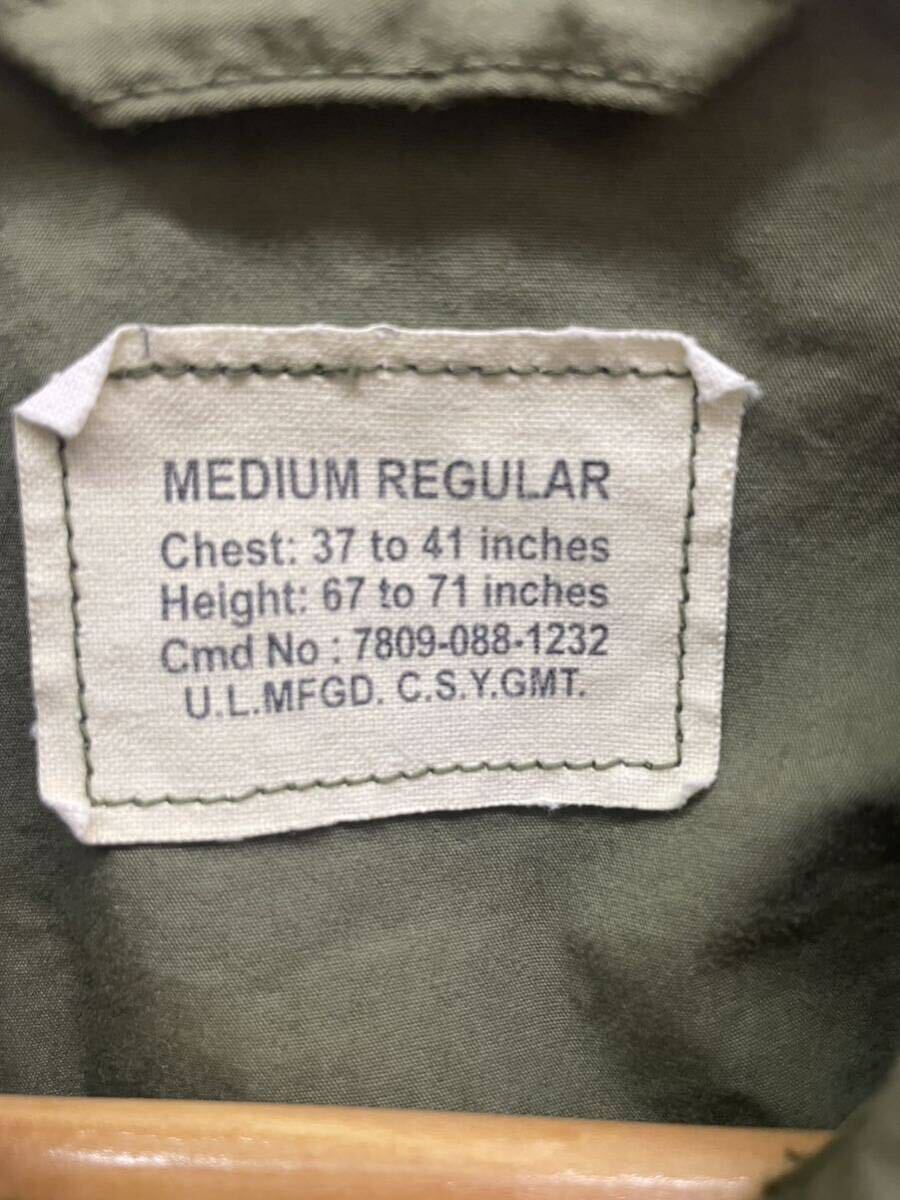 MEDIUM REGULAR
Chest: 37 to 41 inches
Height: 67 to 71 inches
Cmd No : 7809-088-1232
U.L.MFGD. C.S.Y.GMT.